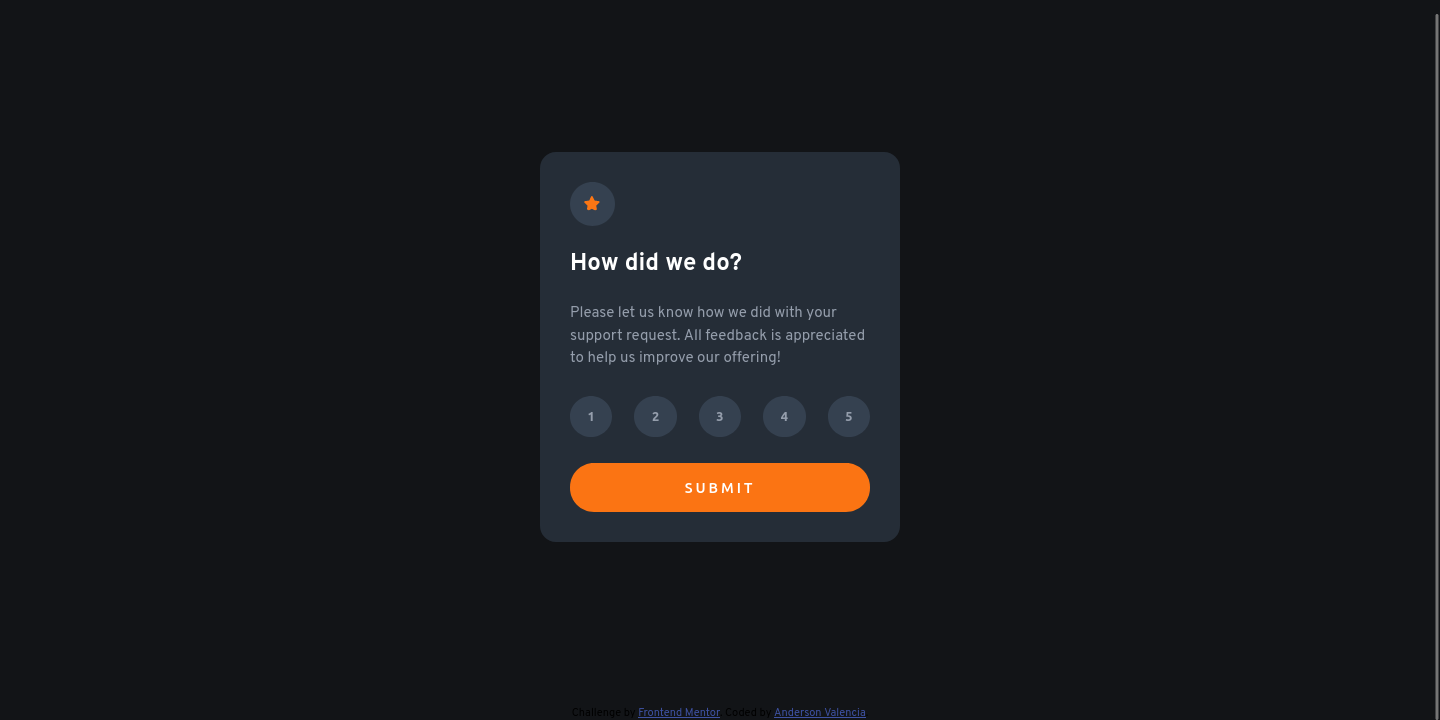 How did we do?
Please let us know how we did with your
support request. All feedback is appreciated
to help us improve our offering!
1 2 3 4 5
SUBMIT
Challenge by Frontend Mentor. Coded by Anderson Valencia.